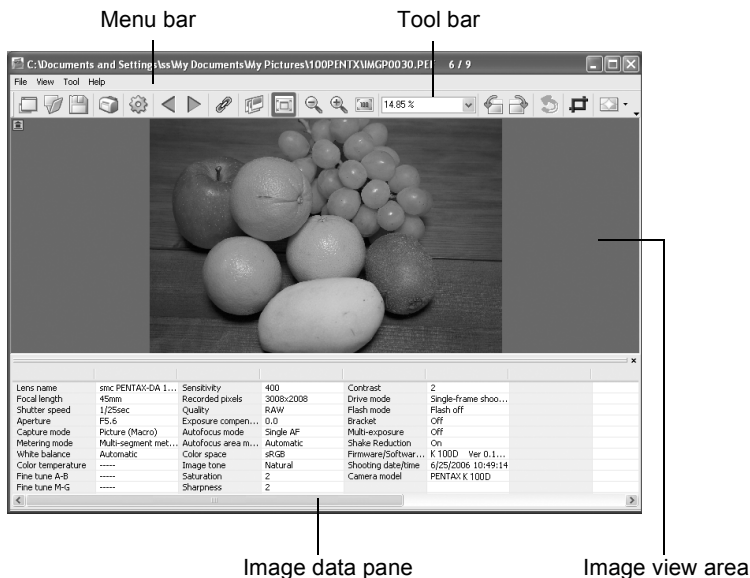 Menu bar
Tool bar
C:\Documents and Settings\ss\My Documents\My Pictures\100PENTX\IMGP0030.PEF 6 / 9
File View Tool Help
14.85 %
Lens name smc PENTAX-DA 1... Sensitivity 400 Contrast 2
Focal length 45mm Recorded pixels 3008x2008 Drive mode Single-frame shoo...
Shutter speed 1/25sec Quality RAW Flash mode Flash off
Aperture F5.6 Exposure compen... 0.0 Bracket Off
Capture mode Picture (Macro) Autofocus mode Single AF Multi-exposure Off
Metering mode Multi-segment met... Autofocus area m... Automatic Shake Reduction On
White balance Automatic Color space sRGB Firmware/Softwar... K 100D Ver 0.1...
Color temperature ----- Image tone Natural Shooting date/time 6/25/2006 10:49:14
Fine tune A-B ----- Saturation 2 Camera model PENTAX K 100D
Fine tune M-G ----- Sharpness 2
Image data pane
Image view area